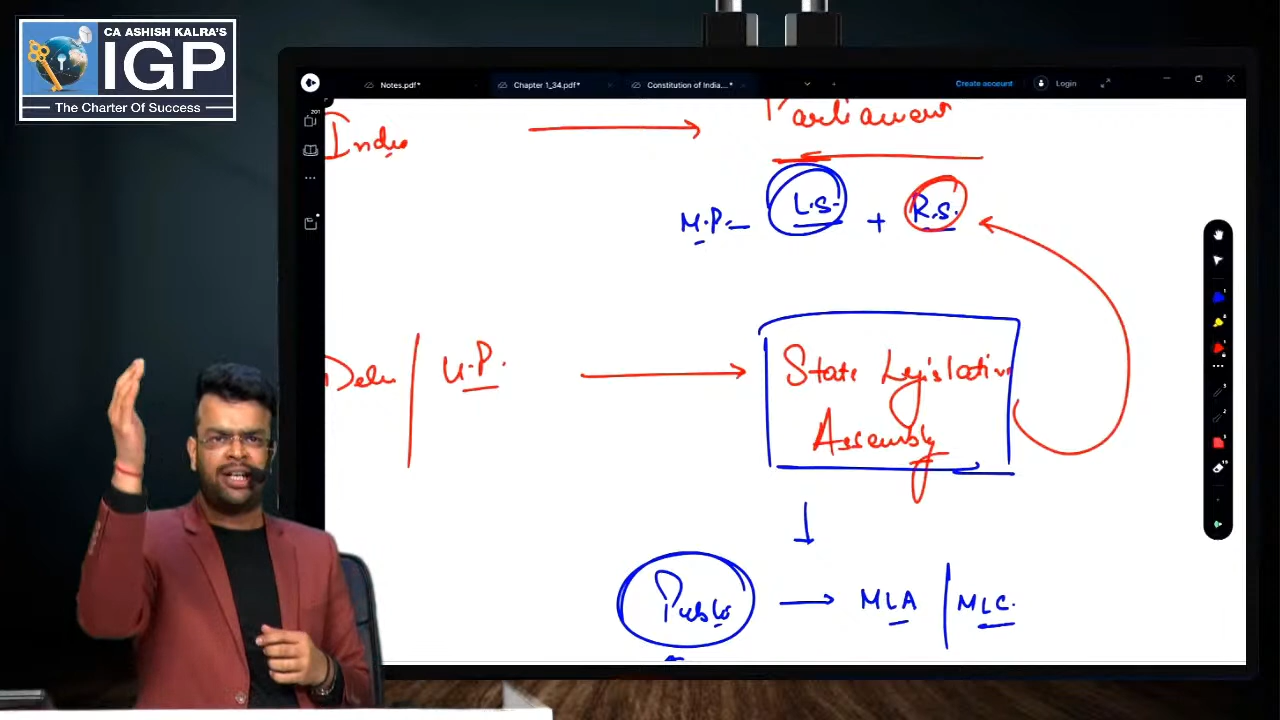 CA ASHISH KALRA'S
IGP
The Charter Of Success
Notes.pdf*
Chapter 1_34.pdf*
Constitution of India....*
Create account
Login
India → Parliament
M.P. – L.S. + R.S.
U.P. → State Legislative
Assembly
Public → MLA | MLC.